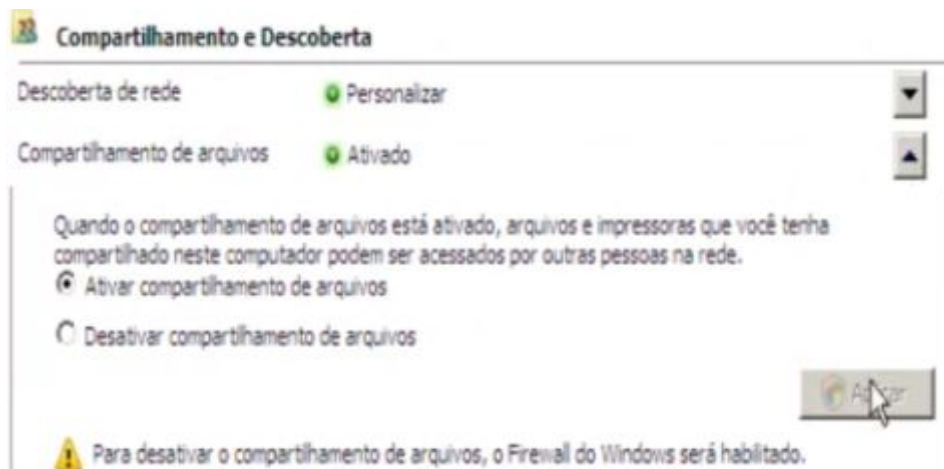 Compartilhamento e Descoberta
Descoberta de rede Personalizar
Compartilhamento de arquivos Ativado
Quando o compartilhamento de arquivos está ativado, arquivos e impressoras que você tenha
compartilhado neste computador podem ser acessados por outras pessoas na rede.
Ativar compartilhamento de arquivos
Desativar compartilhamento de arquivos
Para desativar o compartilhamento de arquivos, o Firewall do Windows será habilitado.